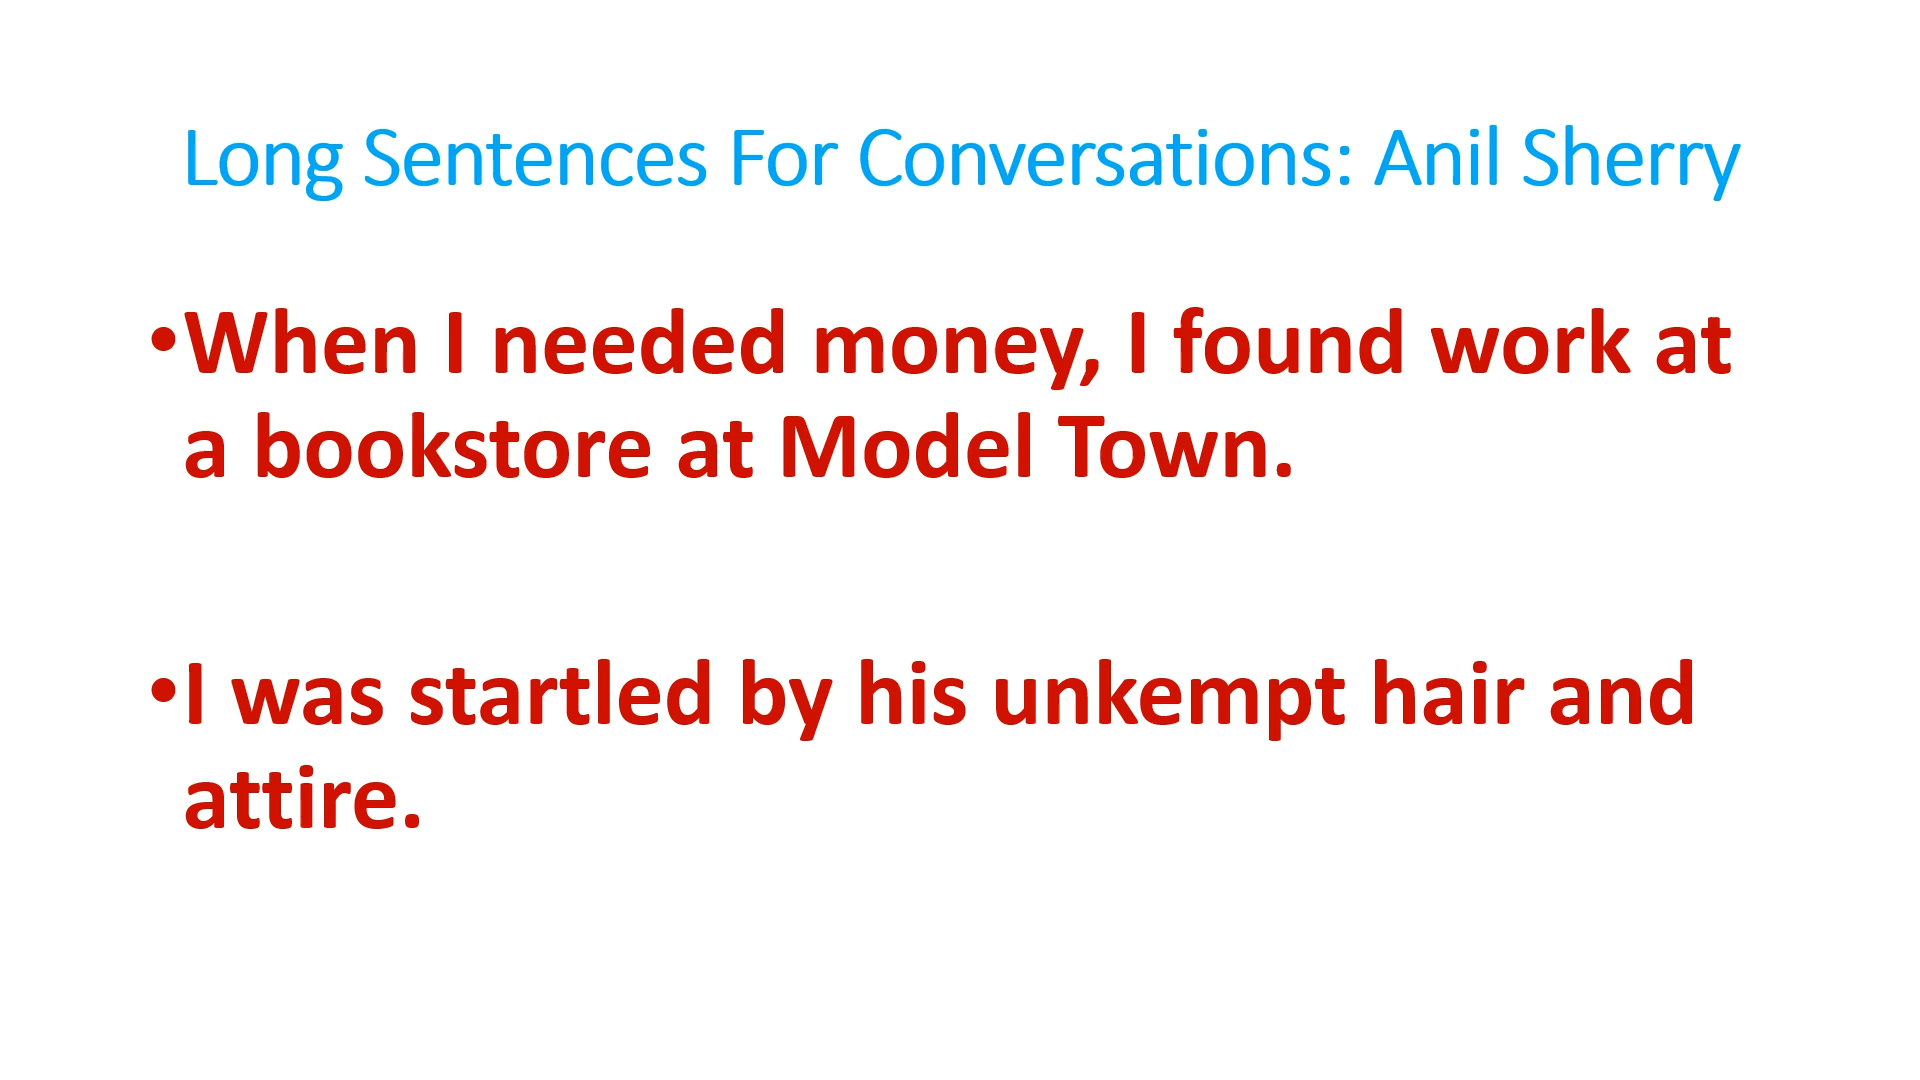 Long Sentences For Conversations: Anil Sherry
•When I needed money, I found work at
a bookstore at Model Town.
•I was startled by his unkempt hair and
attire.